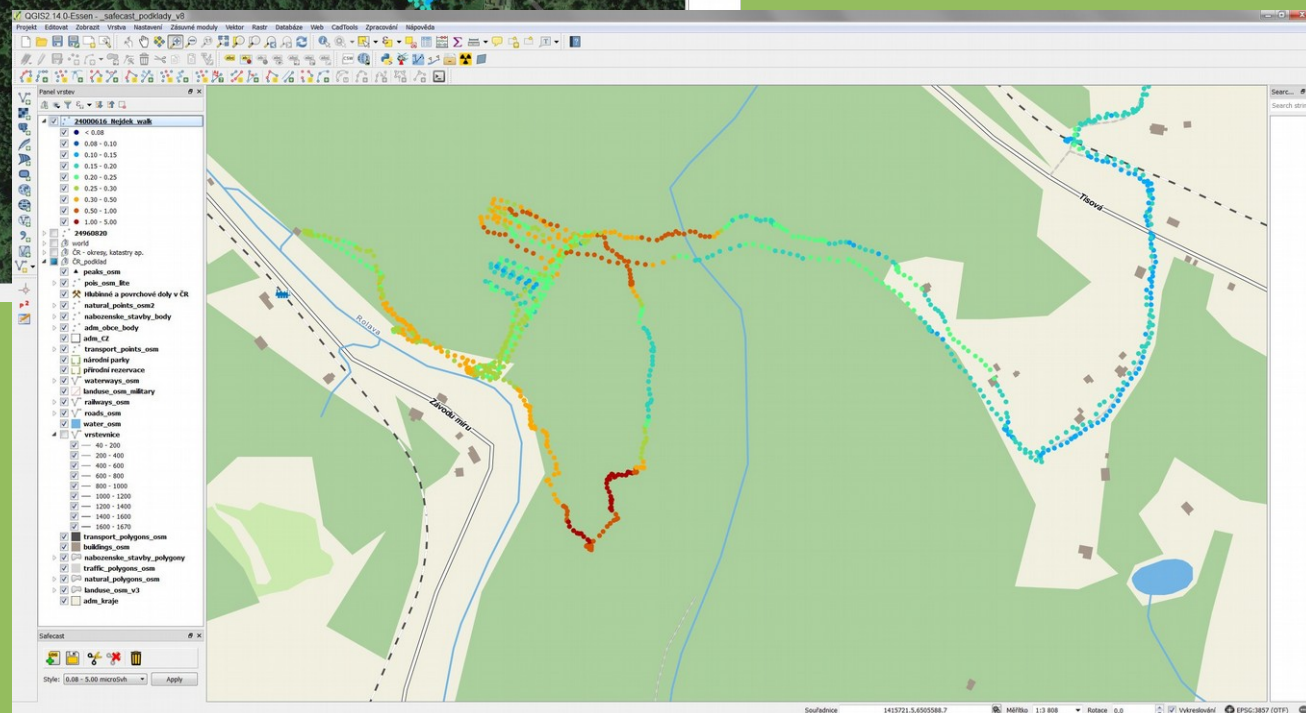 QGIS2.14.0-Essen - _safecast_podklady_v8
Projekt Editovat Zobrazit Vrstva Nastavení Zásuvné moduly Vektor Rastr Databáze Web CadTools Zpracování Nápověda
Panel vrstev
24000616_Nejdek_walk
< 0.08
0.08 - 0.10
0.10 - 0.15
0.15 - 0.20
0.20 - 0.25
0.25 - 0.30
0.30 - 0.50
0.50 - 1.00
1.00 - 5.00
24960820
world
ČR - okresy, katastry ap.
ČR_podklad
peaks_osm
pois_osm_lite
Hlubinné a povrchové doly v ČR
natural_points_osm2
nabozenske_stavby_body
adm_obce_body
adm_CZ
transport_points_osm
národní parky
přírodní rezervace
waterways_osm
landuse_osm_military
railways_osm
roads_osm
water_osm
vrstevnice
40 - 200
200 - 400
400 - 600
600 - 800
800 - 1000
1000 - 1200
1200 - 1400
1400 - 1600
1600 - 1670
transport_polygons_osm
buildings_osm
nabozenske_stavby_polygony
traffic_polygons_osm
natural_polygons_osm
landuse_osm_v3
adm_kraje
Safecast
Style: 0.08 - 5.00 microSvh Apply
Rolava
Závodu míru
Tisová
Searc...
Search strin
Souřadnice 1415721.5,6505588.7 Měřítko 1:3 808 Rotace 0.0 Vykreslování EPSG:3857 (OTF)